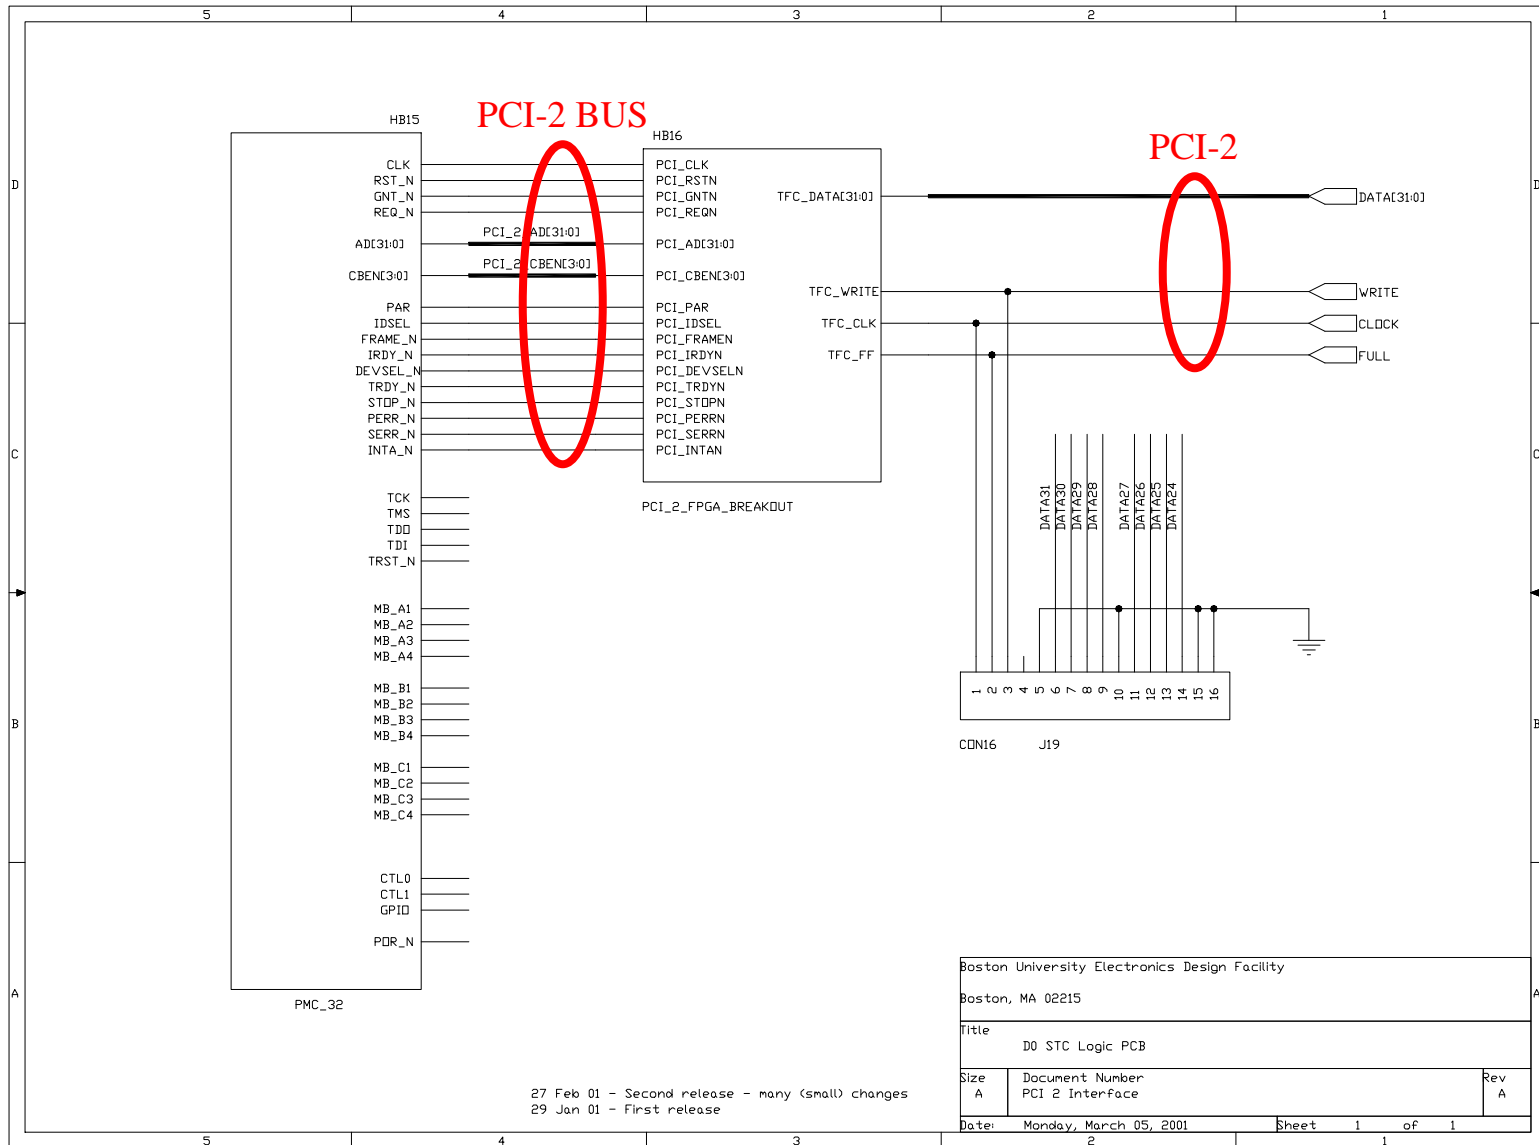 5 4 3 2 1
PCI-2 BUS
PCI-2
HB15
HB16
CLK
RST_N
GNT_N
REQ_N
AD[31:0]
CBEN[3:0]
PAR
IDSEL
FRAME_N
IRDY_N
DEVSEL_N
TRDY_N
STOP_N
PERR_N
SERR_N
INTA_N
TCK
TMS
TDO
TDI
TRST_N
MB_A1
MB_A2
MB_A3
MB_A4
MB_B1
MB_B2
MB_B3
MB_B4
MB_C1
MB_C2
MB_C3
MB_C4
CTL0
CTL1
GPIO
POR_N
PMC_32
PCI_2_AD[31:0]
PCI_2_CBEN[3:0]
PCI_CLK
PCI_RSTN
PCI_GNTN
PCI_REQN
PCI_AD[31:0]
PCI_CBEN[3:0]
PCI_PAR
PCI_IDSEL
PCI_FRAMEN
PCI_IRDYN
PCI_DEVSELN
PCI_TRDYN
PCI_STOPN
PCI_PERRN
PCI_SERRN
PCI_INTAN
PCI_2_FPGA_BREAKOUT
TFC_DATA[31:0]
TFC_WRITE
TFC_CLK
TFC_FF
DATA[31:0]
WRITE
CLOCK
FULL
DATA31
DATA30
DATA29
DATA28
DATA27
DATA26
DATA25
DATA24
1 2 3 4 5 6 7 8 9 10 11 12 13 14 15 16
CON16 J19
D
C
B
A
D
C
B
A
Boston University Electronics Design Facility
Boston, MA 02215
Title
D0 STC Logic PCB
Size Document Number Rev
A PCI 2 Interface A
Date: Monday, March 05, 2001 Sheet 1 of 1
27 Feb 01 - Second release - many (small) changes
29 Jan 01 - First release
5 4 3 2 1